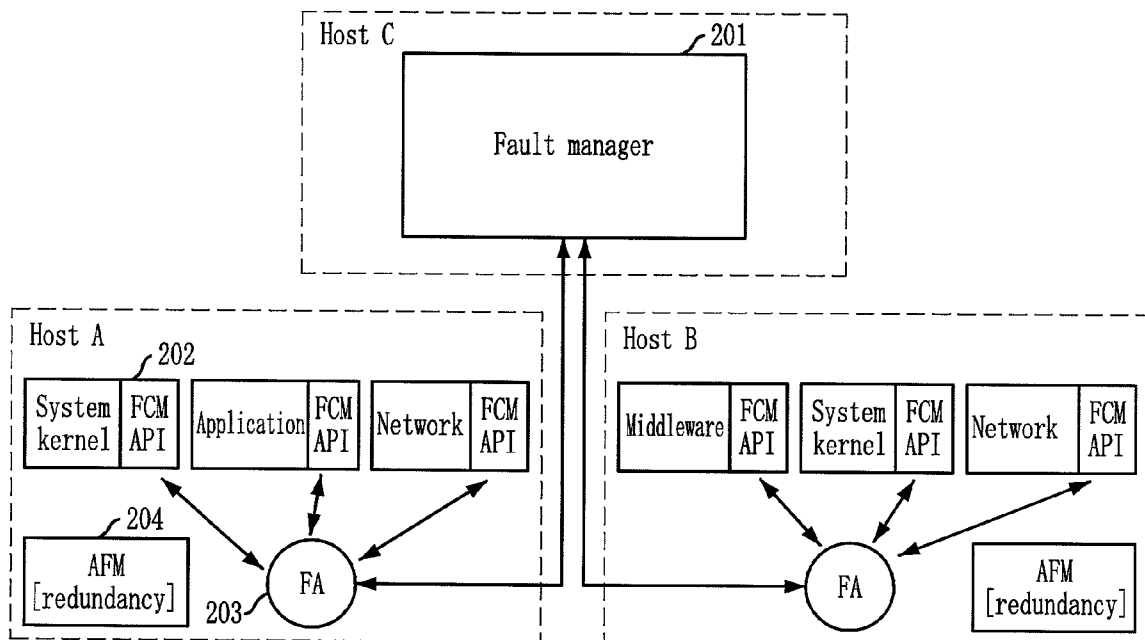 Host C
201
Fault manager
Host A
202
System
kernel
FCM
API
Application
FCM
API
Network
FCM
API
204
AFM
[redundancy]
203
FA
Host B
Middleware
FCM
API
System
kernel
FCM
API
Network
FCM
API
FA
AFM
[redundancy]